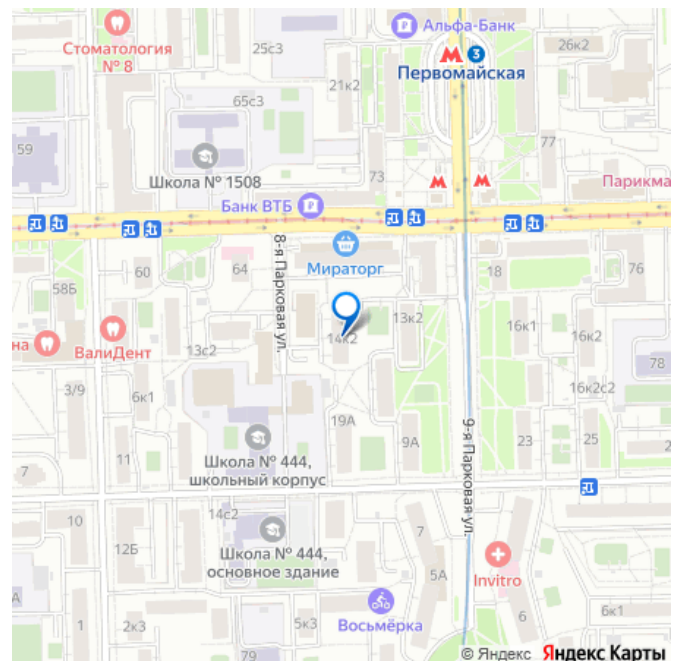 Альфа-Банк
Стоматология
№ 8
25с3
3
26к2
Первомайская
21к2
65с3
59
77
Школа № 1508
73
Парикма
Банк ВТБ
60
64
Мираторг
18
76
58Б
8-я Парковая ул.
на
ВалиДент
13с2
14к2
13к2
16к1
78
3/9
6к1
16к2с2
19А
9А
23
25
9-я Парковая ул.
7
11
Школа № 444,
школьный корпус
10
12Б
14с2
Школа № 444,
основное здание
7
5А
Invitro
А
1
2к3
79
Восьмёрка
6
6к1
© Яндекс Яндекс Карты